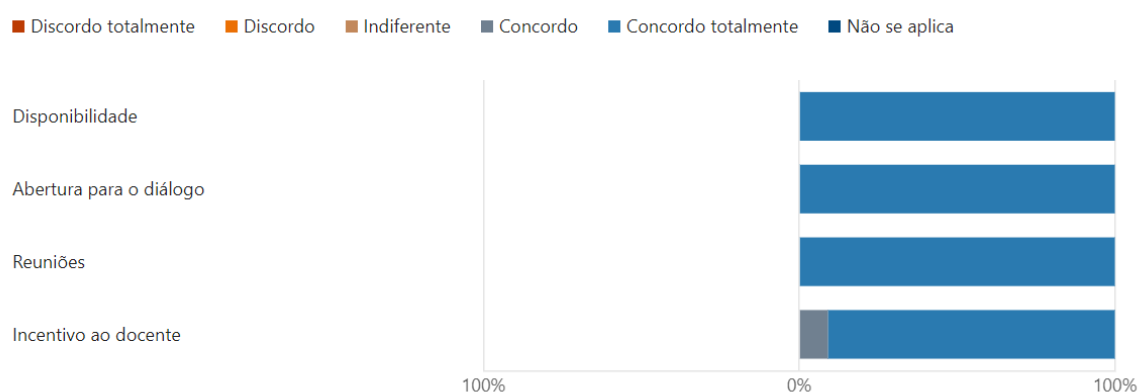 Discordo totalmente Discordo Indiferente Concordo Concordo totalmente Não se aplica
Disponibilidade
Abertura para o diálogo
Reuniões
Incentivo ao docente
100% 0% 100%